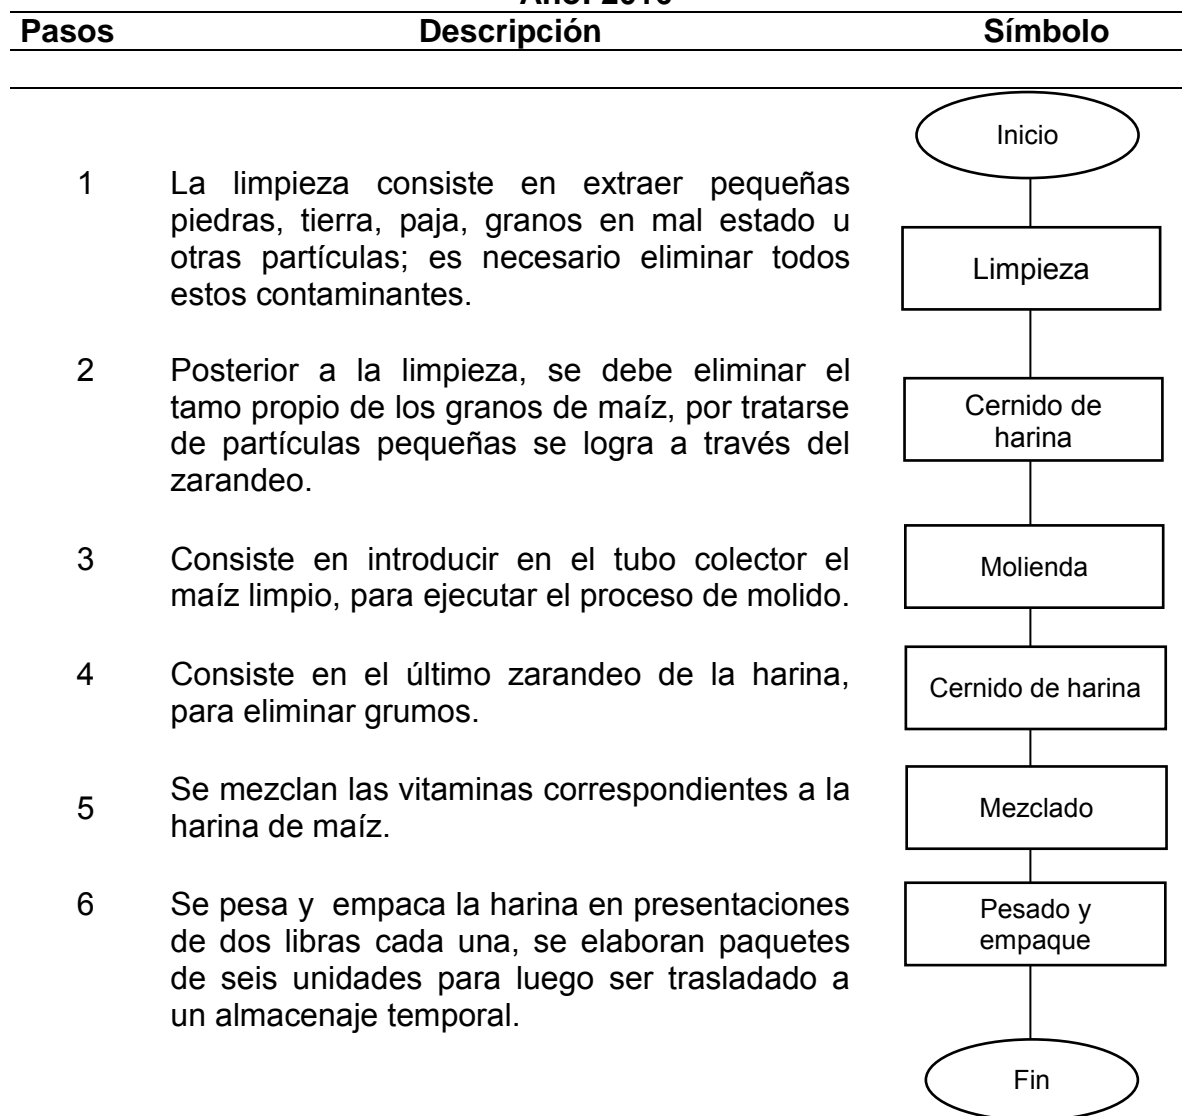 Pasos Descripción Símbolo
Inicio
1 La limpieza consiste en extraer pequeñas
piedras, tierra, paja, granos en mal estado u
otras partículas; es necesario eliminar todos
estos contaminantes.
Limpieza
2 Posterior a la limpieza, se debe eliminar el
tamo propio de los granos de maíz, por tratarse
de partículas pequeñas se logra a través del
zarandeo.
Cernido de
harina
3 Consiste en introducir en el tubo colector el
maíz limpio, para ejecutar el proceso de molido.
Molienda
4 Consiste en el último zarandeo de la harina,
para eliminar grumos.
Cernido de harina
5 Se mezclan las vitaminas correspondientes a la
harina de maíz.
Mezclado
6 Se pesa y empaca la harina en presentaciones
de dos libras cada una, se elaboran paquetes
de seis unidades para luego ser trasladado a
un almacenaje temporal.
Pesado y
empaque
Fin